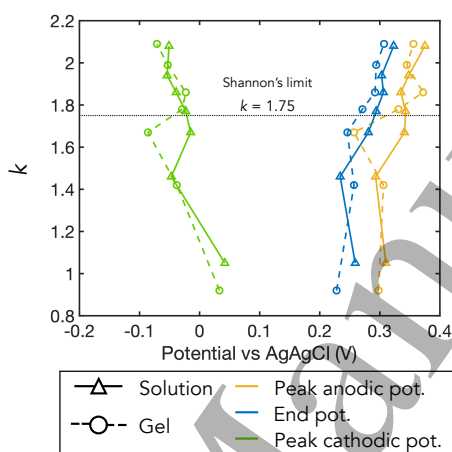 2.2
2
1.8
1.6
1.4
1.2
1
0.8
k
Shannon's limit
k = 1.75
-0.2 -0.1 0 0.1 0.2 0.3 0.4
Potential vs AgAgCl (V)
Solution
Gel
Peak anodic pot.
End pot.
Peak cathodic pot.